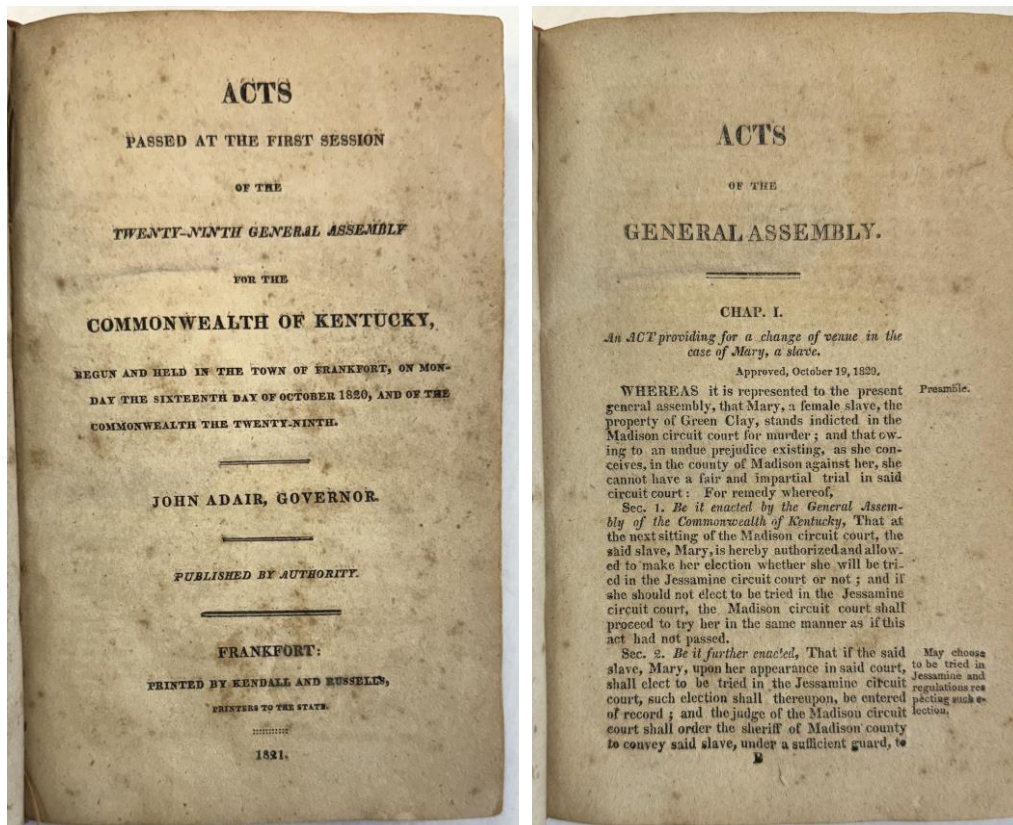 ACTS
PASSED AT THE FIRST SESSION
OF THE
TWENTY-NINTH GENERAL ASSEMBLY
FOR THE
COMMONWEALTH OF KENTUCKY,
BEGUN AND HELD IN THE TOWN OF FRANKFORT, ON MON-
DAY THE SIXTEENTH DAY OF OCTOBER 1820, AND OF THE
COMMONWEALTH THE TWENTY-NINTH.
JOHN ADAIR, GOVERNOR.
PUBLISHED BY AUTHORITY.
FRANKFORT:
PRINTED BY KENDALL AND RUSSELLS,
PRINTERS TO THE STATE.
1821.
ACTS
OF THE
GENERAL ASSEMBLY.
CHAP. I.
An ACT providing for a change of venue in the
case of Mary, a slave.
Approved, October 19, 1820.
WHEREAS it is represented to the present
general assembly, that Mary, a female slave, the
property of Green Clay, stands indicted in the
Madison circuit court for murder ; and that ow-
ing to an undue prejudice existing, as she con-
ceives, in the county of Madison against her, she
cannot have a fair and impartial trial in said
circuit court : For remedy whereof,
Preamble.
Sec. 1. Be it enacted by the General Assem-
bly of the Commonwealth of Kentucky, That at
the next sitting of the Madison circuit court, the
said slave, Mary, is hereby authorized and allow-
ed to make her election whether she will be tri-
ed in the Jessamine circuit court or not ; and if
she should not elect to be tried in the Jessamine
circuit court, the Madison circuit court shall
proceed to try her in the same manner as if this
act had not passed.
Sec. 2. Be it further enacted, That if the said
slave, Mary, upon her appearance in said court,
shall elect to be tried in the Jessamine circuit
court, such election shall thereupon, be entered
of record ; and the judge of the Madison circuit
court shall order the sheriff of Madison county
to convey said slave, under a sufficient guard, to
May choose
to be tried in
Jessamine and
regulations res
pecting such e-
lection.
B